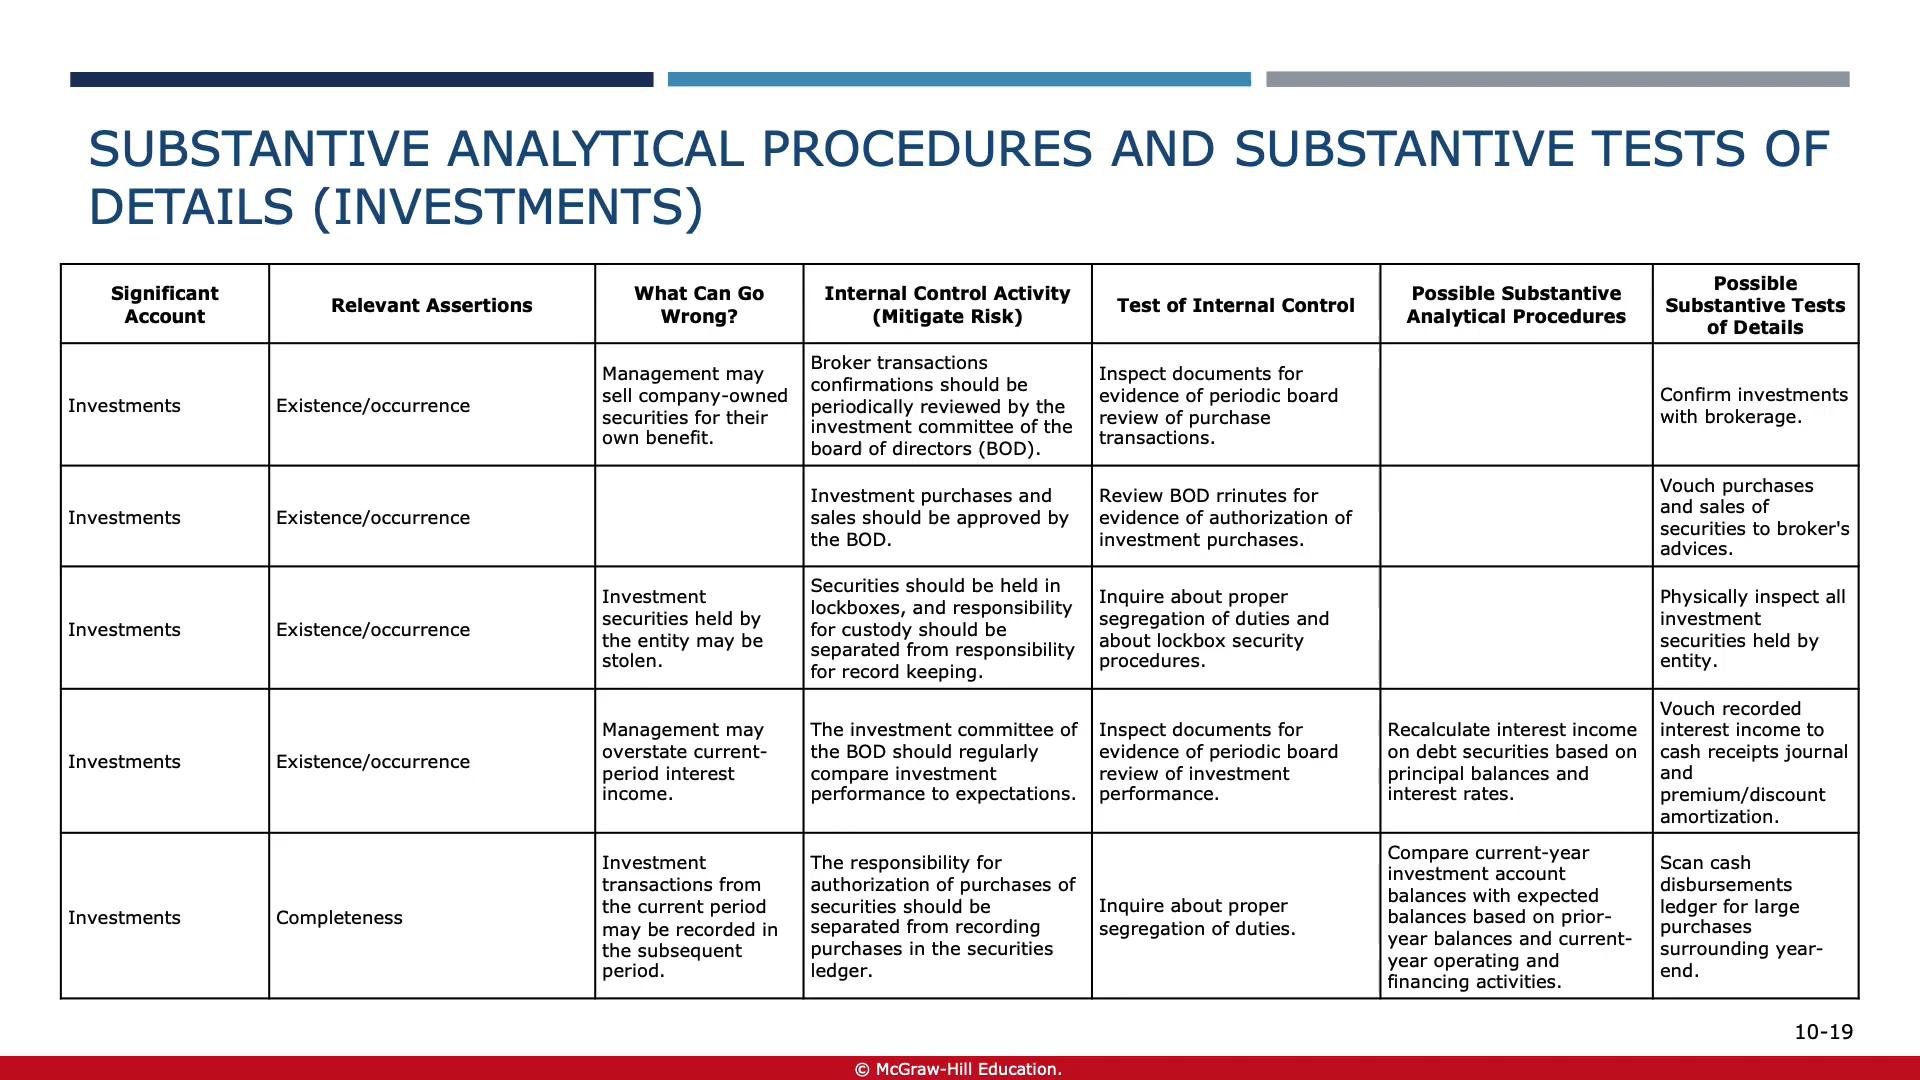 SUBSTANTIVE ANALYTICAL PROCEDURES AND SUBSTANTIVE TESTS OF
DETAILS (INVESTMENTS)
Significant
Account
Relevant Assertions
What Can Go
Wrong?
Internal Control Activity
(Mitigate Risk)
Test of Internal Control
Possible Substantive
Analytical Procedures
Possible
Substantive Tests
of Details
Investments
Existence/occurrence
Management may
sell company-owned
securities for their
own benefit.
Broker transactions
confirmations should be
periodically reviewed by the
investment committee of the
board of directors (BOD).
Inspect documents for
evidence of periodic board
review of purchase
transactions.
Confirm investments
with brokerage.
Investments
Existence/occurrence
Investment purchases and
sales should be approved by
the BOD.
Review BOD rrinutes for
evidence of authorization of
investment purchases.
Vouch purchases
and sales of
securities to broker's
advices.
Investments
Existence/occurrence
Investment
securities held by
the entity may be
stolen.
Securities should be held in
lockboxes, and responsibility
for custody should be
separated from responsibility
for record keeping.
Inquire about proper
segregation of duties and
about lockbox security
procedures.
Physically inspect all
investment
securities held by
entity.
Investments
Existence/occurrence
Management may
overstate current-
period interest
income.
The investment committee of
the BOD should regularly
compare investment
performance to expectations.
Inspect documents for
evidence of periodic board
review of investment
performance.
Recalculate interest income
on debt securities based on
principal balances and
interest rates.
Vouch recorded
interest income to
cash receipts journal
and
premium/discount
amortization.
Investments
Completeness
Investment
transactions from
the current period
may be recorded in
the subsequent
period.
The responsibility for
authorization of purchases of
securities should be
separated from recording
purchases in the securities
ledger.
Inquire about proper
segregation of duties.
Compare current-year
investment account
balances with expected
balances based on prior-
year balances and current-
year operating and
financing activities.
Scan cash
disbursements
ledger for large
purchases
surrounding year-
end.
10-19
© McGraw-Hill Education.